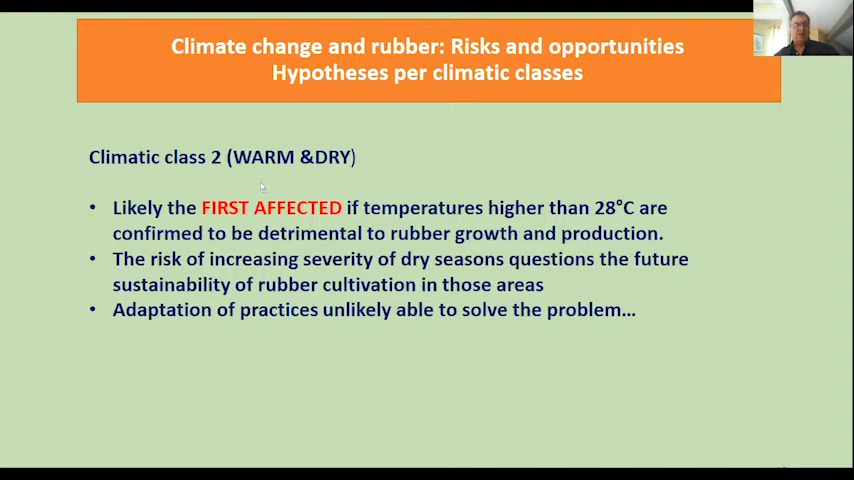 Climate change and rubber: Risks and opportunities
Hypotheses per climatic classes
Climatic class 2 (WARM &DRY)
• Likely the FIRST AFFECTED if temperatures higher than 28°C are
confirmed to be detrimental to rubber growth and production.
• The risk of increasing severity of dry seasons questions the future
sustainability of rubber cultivation in those areas
• Adaptation of practices unlikely able to solve the problem...